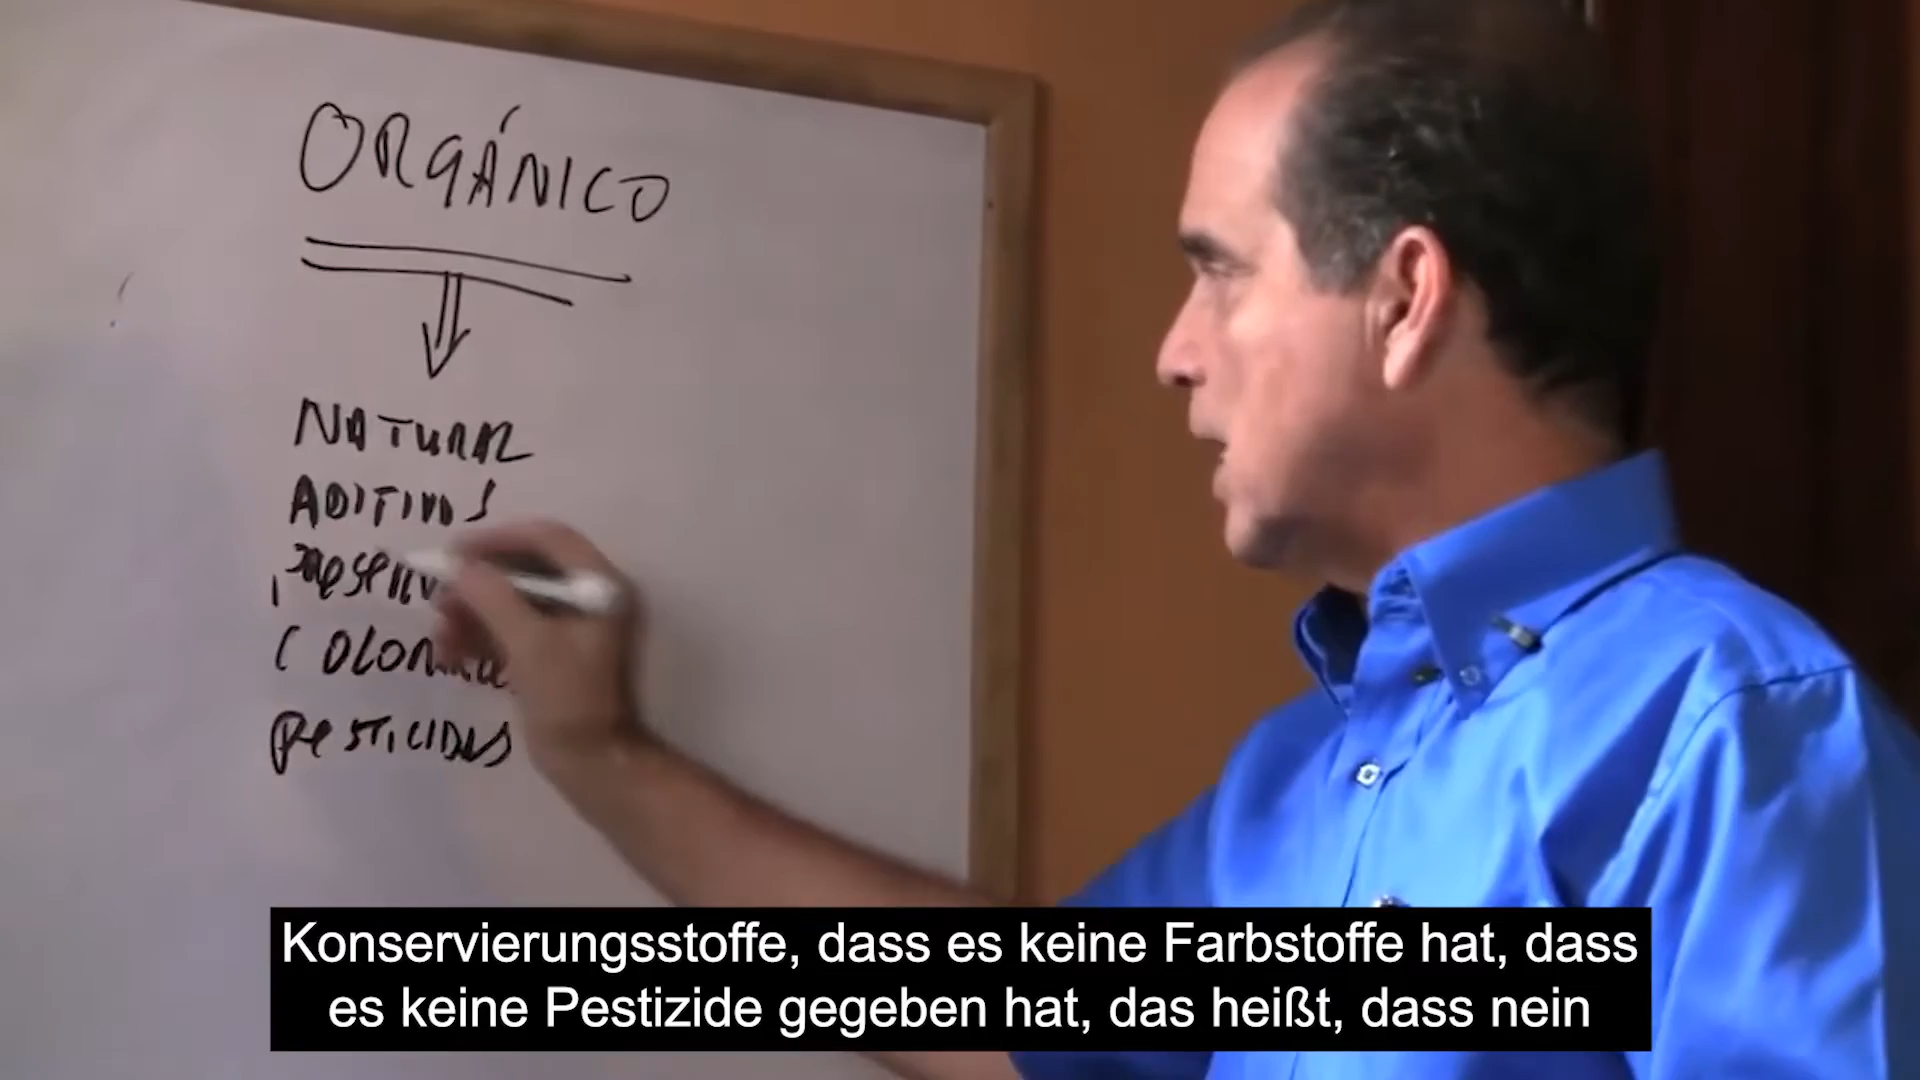 ORGÁNICO
NATURAL
ADITIVOS
PESTICIDAS
Konservierungsstoffe, dass es keine Farbstoffe hat, dass
es keine Pestizide gegeben hat, das heißt, dass nein